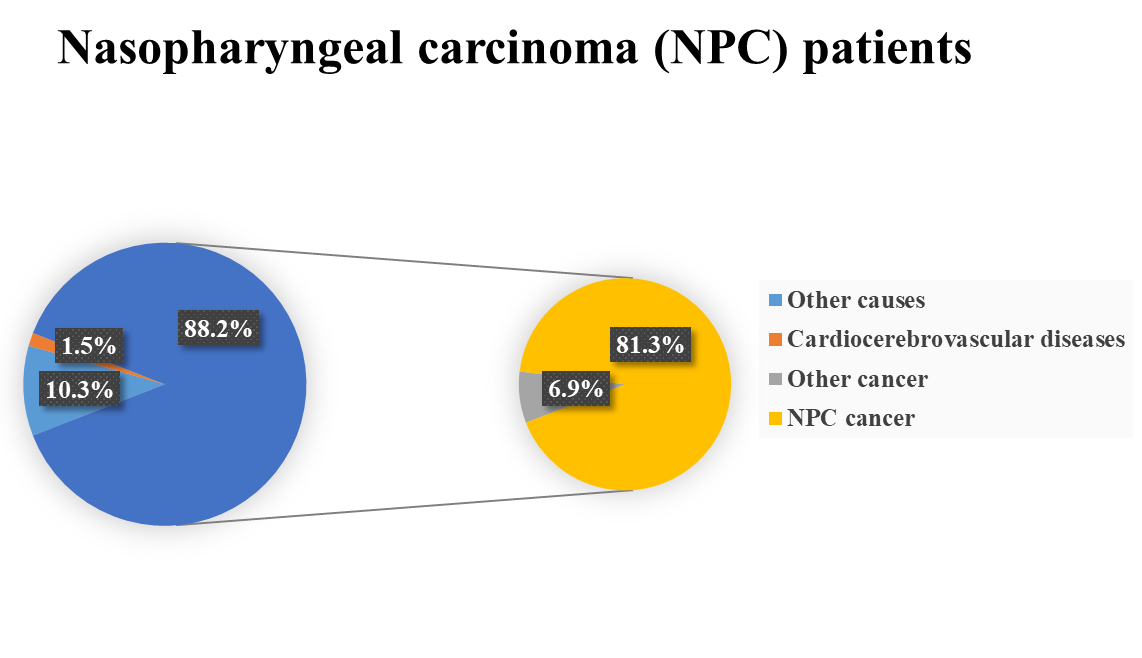 Nasopharyngeal carcinoma (NPC) patients
88.2%
1.5%
10.3%
81.3%
6.9%
Other causes
Cardiocerebrovascular diseases
Other cancer
NPC cancer